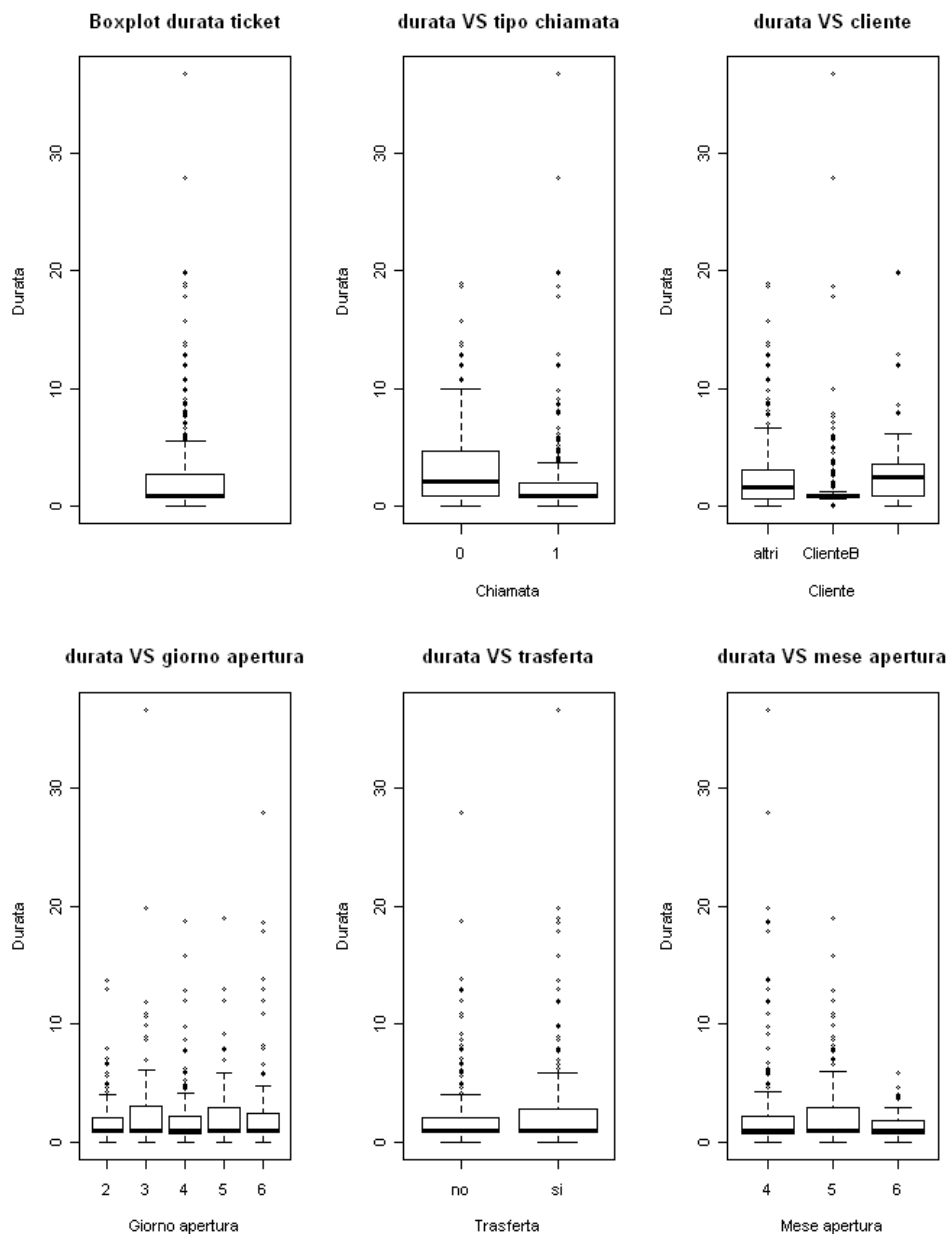 Boxplot durata ticket
Durata
0
10
20
30
durata VS tipo chiamata
Durata
0
10
20
30
0
1
Chiamata
durata VS cliente
Durata
0
10
20
30
altri
ClienteB
Cliente
durata VS giorno apertura
Durata
0
10
20
30
2
3
4
5
6
Giorno apertura
durata VS trasferta
Durata
0
10
20
30
no
si
Trasferta
durata VS mese apertura
Durata
0
10
20
30
4
5
6
Mese apertura